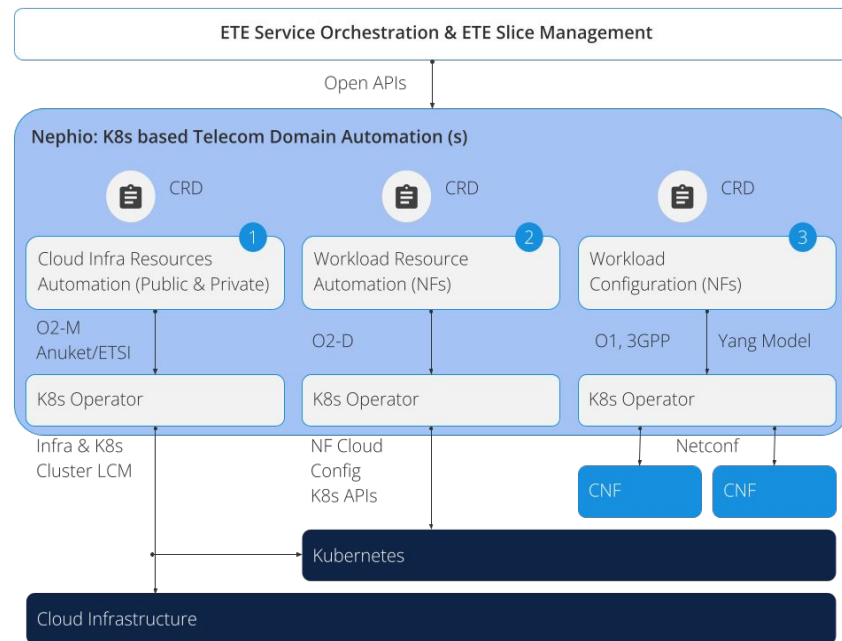 ETE Service Orchestration & ETE Slice Management
Open APIs
Nephio: K8s based Telecom Domain Automation (s)
CRD
CRD
CRD
1
Cloud Infra Resources
Automation (Public & Private)
2
Workload Resource
Automation (NFs)
3
Workload
Configuration (NFs)
O2-M
Anuket/ETSI
O2-D
O1, 3GPP
Yang Model
K8s Operator
K8s Operator
K8s Operator
Infra & K8s
Cluster LCM
NF Cloud
Config
K8s APIs
Netconf
CNF
CNF
Kubernetes
Cloud Infrastructure